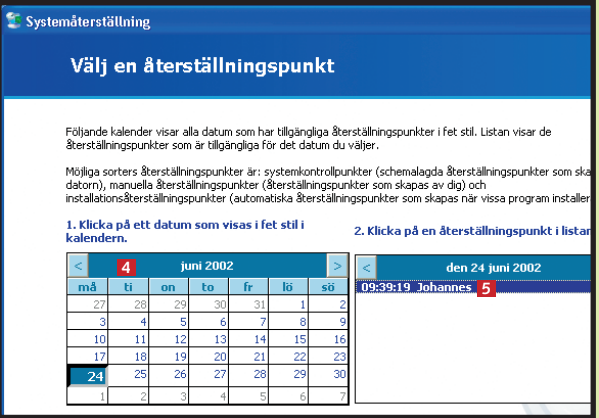 Systemåterställning
Välj en återställningspunkt
Följande kalender visar alla datum som har tillgängliga återställningspunkter i fet stil. Listan visar de
återställningspunkter som är tillgängliga för det datum du väljer.
Möjliga sorters återställningspunkter är: systemkontrollpunkter (schemalagda återställningspunkter som ska
datorn), manuella återställningspunkter (återställningspunkter som skapas av dig) och
installationsåterställningspunkter (automatiska återställningspunkter som skapas när vissa program installer
1. Klicka på ett datum som visas i fet stil i
kalendern.
2. Klicka på en återställningspunkt i listar
< 4 juni 2002 >
må ti on to fr lö sö
27 28 29 30 31 1 2
3 4 5 6 7 8 9
10 11 12 13 14 15 16
17 18 19 20 21 22 23
24 25 26 27 28 29 30
1 2 3 4 5 6 7
< den 24 juni 2002
09:39:19 Johannes 5